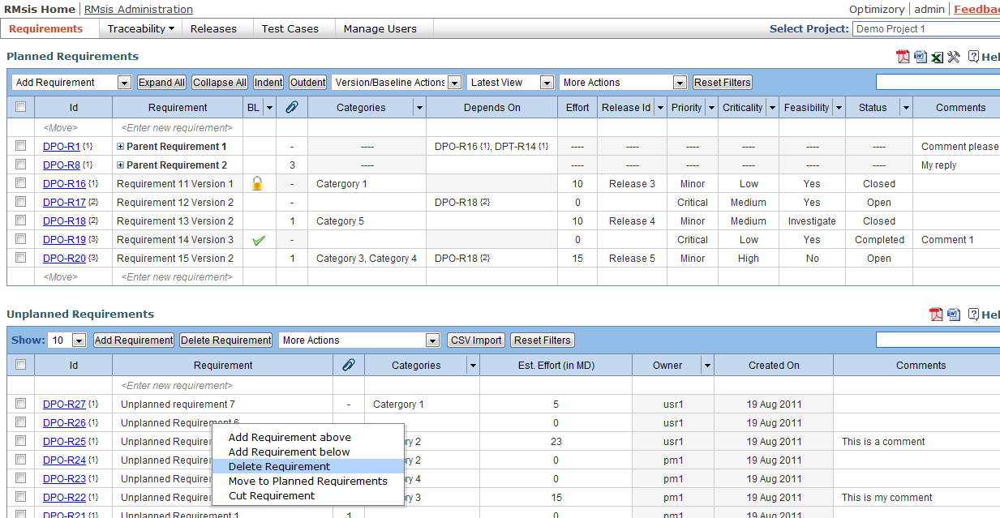 RMsis Home | RMsis Administration Optimizory | admin | Feedba
Requirements Traceability Releases Test Cases Manage Users Select Project: Demo Project 1
Planned Requirements Hel
Add Requirement Expand All Collapse All Indent Outdent Version/Baseline Actions Latest View More Actions Reset Filters
Id Requirement BL Categories Depends On Effort Release Id Priority Criticality Feasibility Status Comments
<Move> <Enter new requirement>
DPO-R1 {1} Parent Requirement 1 - ---- DPO-R16 {1}, DPT-R14 {1} ---- ---- ---- ---- ---- ---- Comment please
DPO-R8 {1} Parent Requirement 2 3 ---- ---- ---- ---- ---- ---- ---- My reply
DPO-R16 {1} Requirement 11 Version 1 - Catergory 1 10 Release 3 Minor Low Yes Closed
DPO-R17 {2} Requirement 12 Version 2 - DPO-R18 {2} 0 Critical Medium Yes Open
DPO-R18 {2} Requirement 13 Version 2 1 Category 5 10 Release 4 Minor Medium Investigate Closed
DPO-R19 {3} Requirement 14 Version 3 - 0 Critical Low Yes Completed Comment 1
DPO-R20 {3} Requirement 15 Version 2 1 Category 3, Category 4 DPO-R18 {2} 15 Release 5 Minor High No Open
<Move> <Enter new requirement>
Unplanned Requirements Hel
Show: 10 Add Requirement Delete Requirement More Actions CSV Import Reset Filters
Id Requirement Categories Est. Effort (in MD) Owner Created On Comments
<Enter new requirement>
DPO-R27 {1} Unplanned requirement 7 - Catergory 1 5 usr1 19 Aug 2011
DPO-R26 {1} Unplanned Requirement 6 0 usr1 19 Aug 2011
DPO-R25 {1} Unplanned Require ry 2 23 usr1 19 Aug 2011 This is a comment
DPO-R24 {1} Unplanned Require ry 2 0 pm1 19 Aug 2011
DPO-R23 {1} Unplanned Require ry 4 0 pm1 19 Aug 2011
DPO-R22 {1} Unplanned Require ry 3 15 pm1 19 Aug 2011 This is my comment
DPO-R21 {1} Unplanned Requirement 1 1 0 pm1 19 Aug 2011
Add Requirement above
Add Requirement below
Delete Requirement
Move to Planned Requirements
Cut Requirement